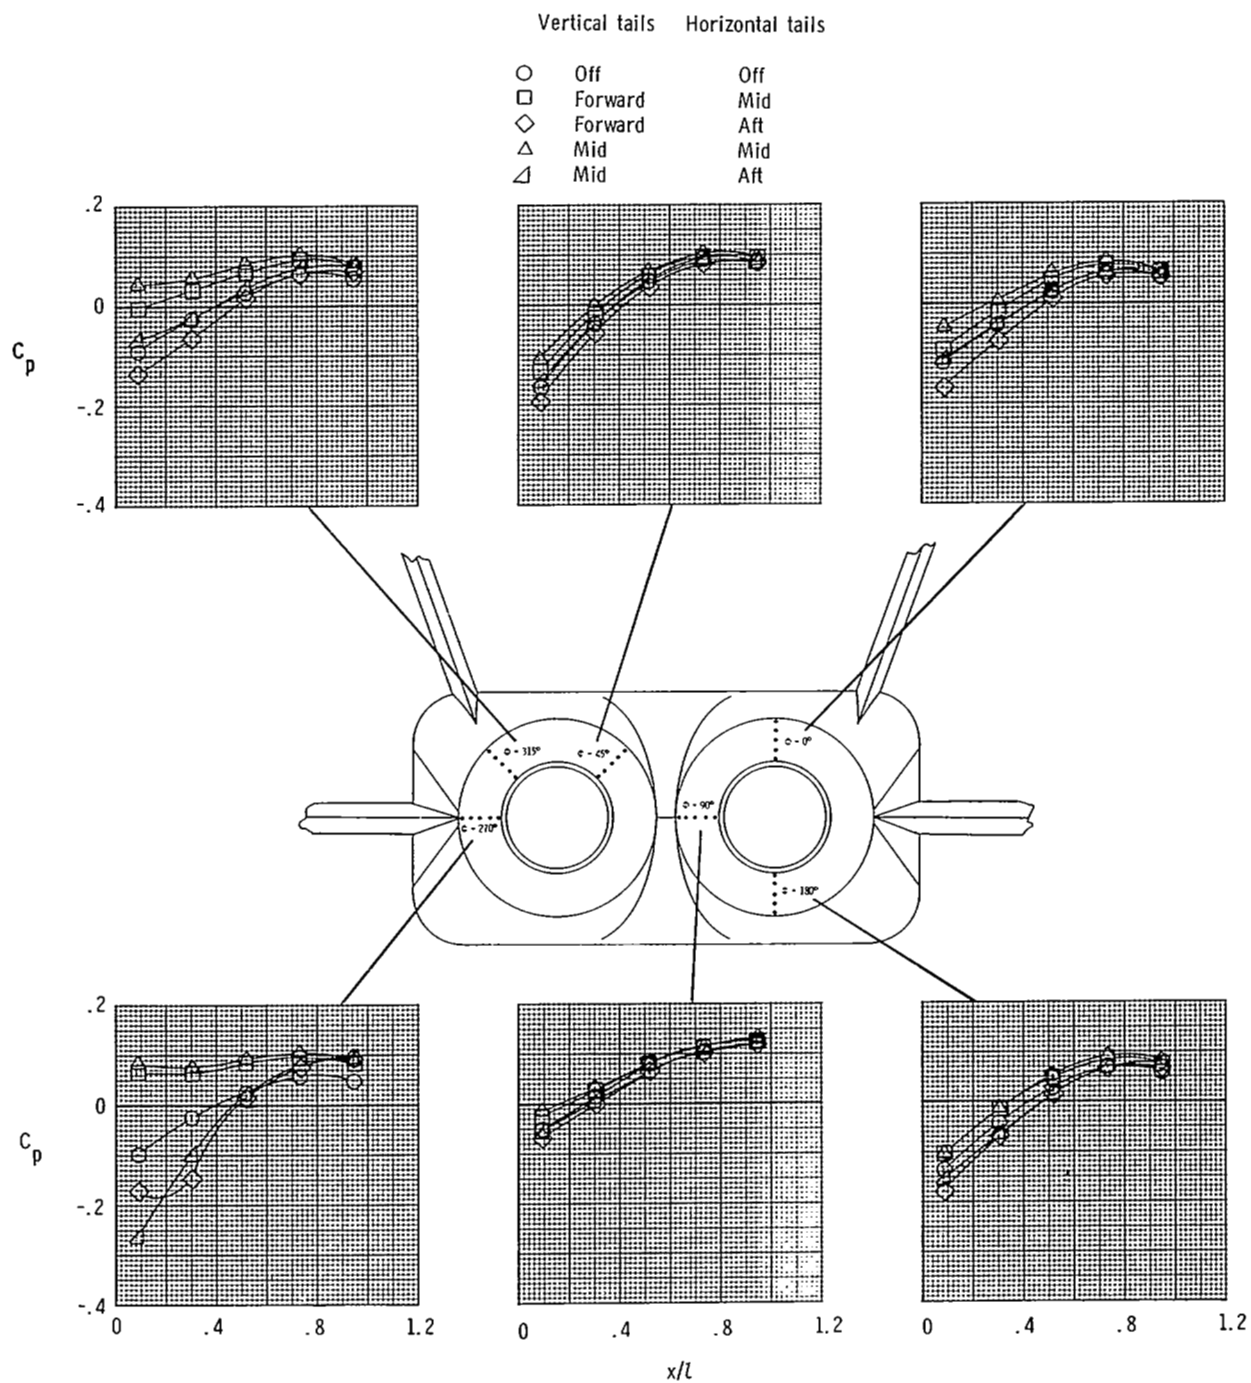 Vertical tails Horizontal tails
Off Off
Forward Mid
Forward Aft
Mid Mid
Mid Aft
.2
0
-.2
-.4
Cp
ϕ - 315°
ϕ - 45°
ϕ - 0°
ϕ - 270°
ϕ - 90°
ϕ - 180°
.2
0
-.2
-.4
Cp
0 .4 .8 1.2
0 .4 .8 1.2
0 .4 .8 1.2
x/l